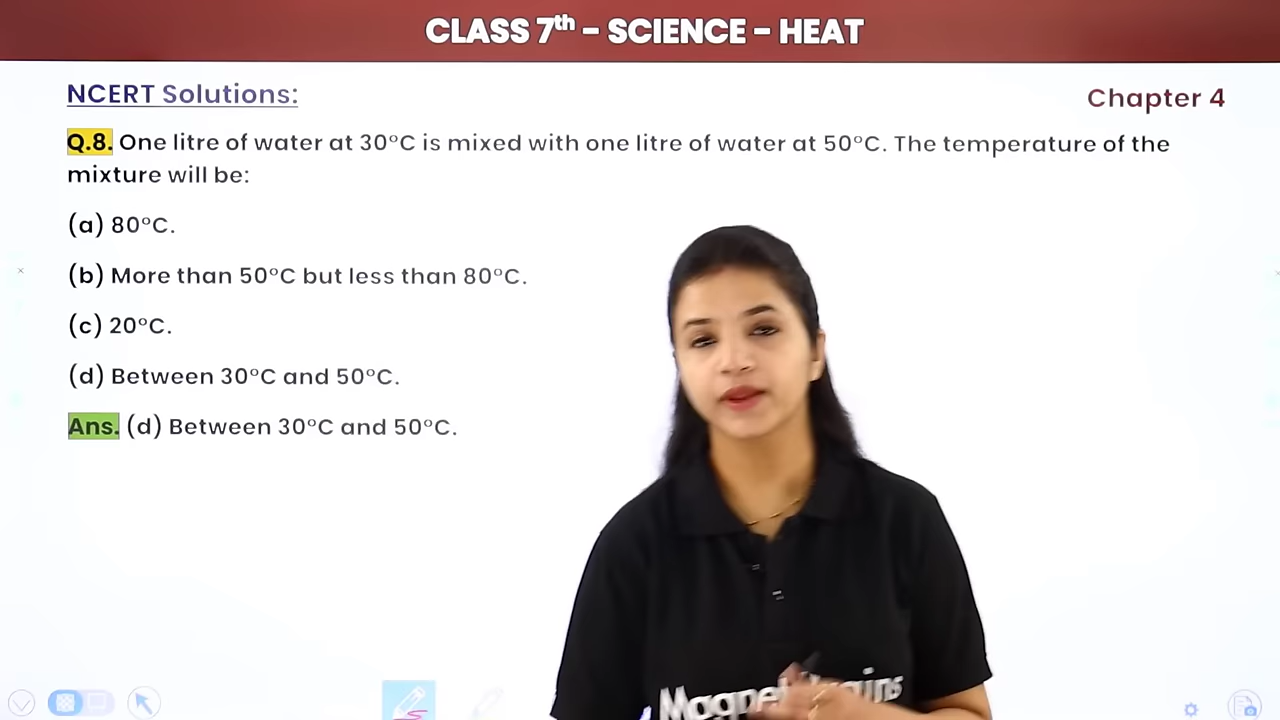 CLASS 7th – SCIENCE – HEAT
NCERT Solutions:
Chapter 4
Q.8. One litre of water at 30°C is mixed with one litre of water at 50°C. The temperature of the
mixture will be:
(a) 80°C.
(b) More than 50°C but less than 80°C.
(c) 20°C.
(d) Between 30°C and 50°C.
Ans. (d) Between 30°C and 50°C.